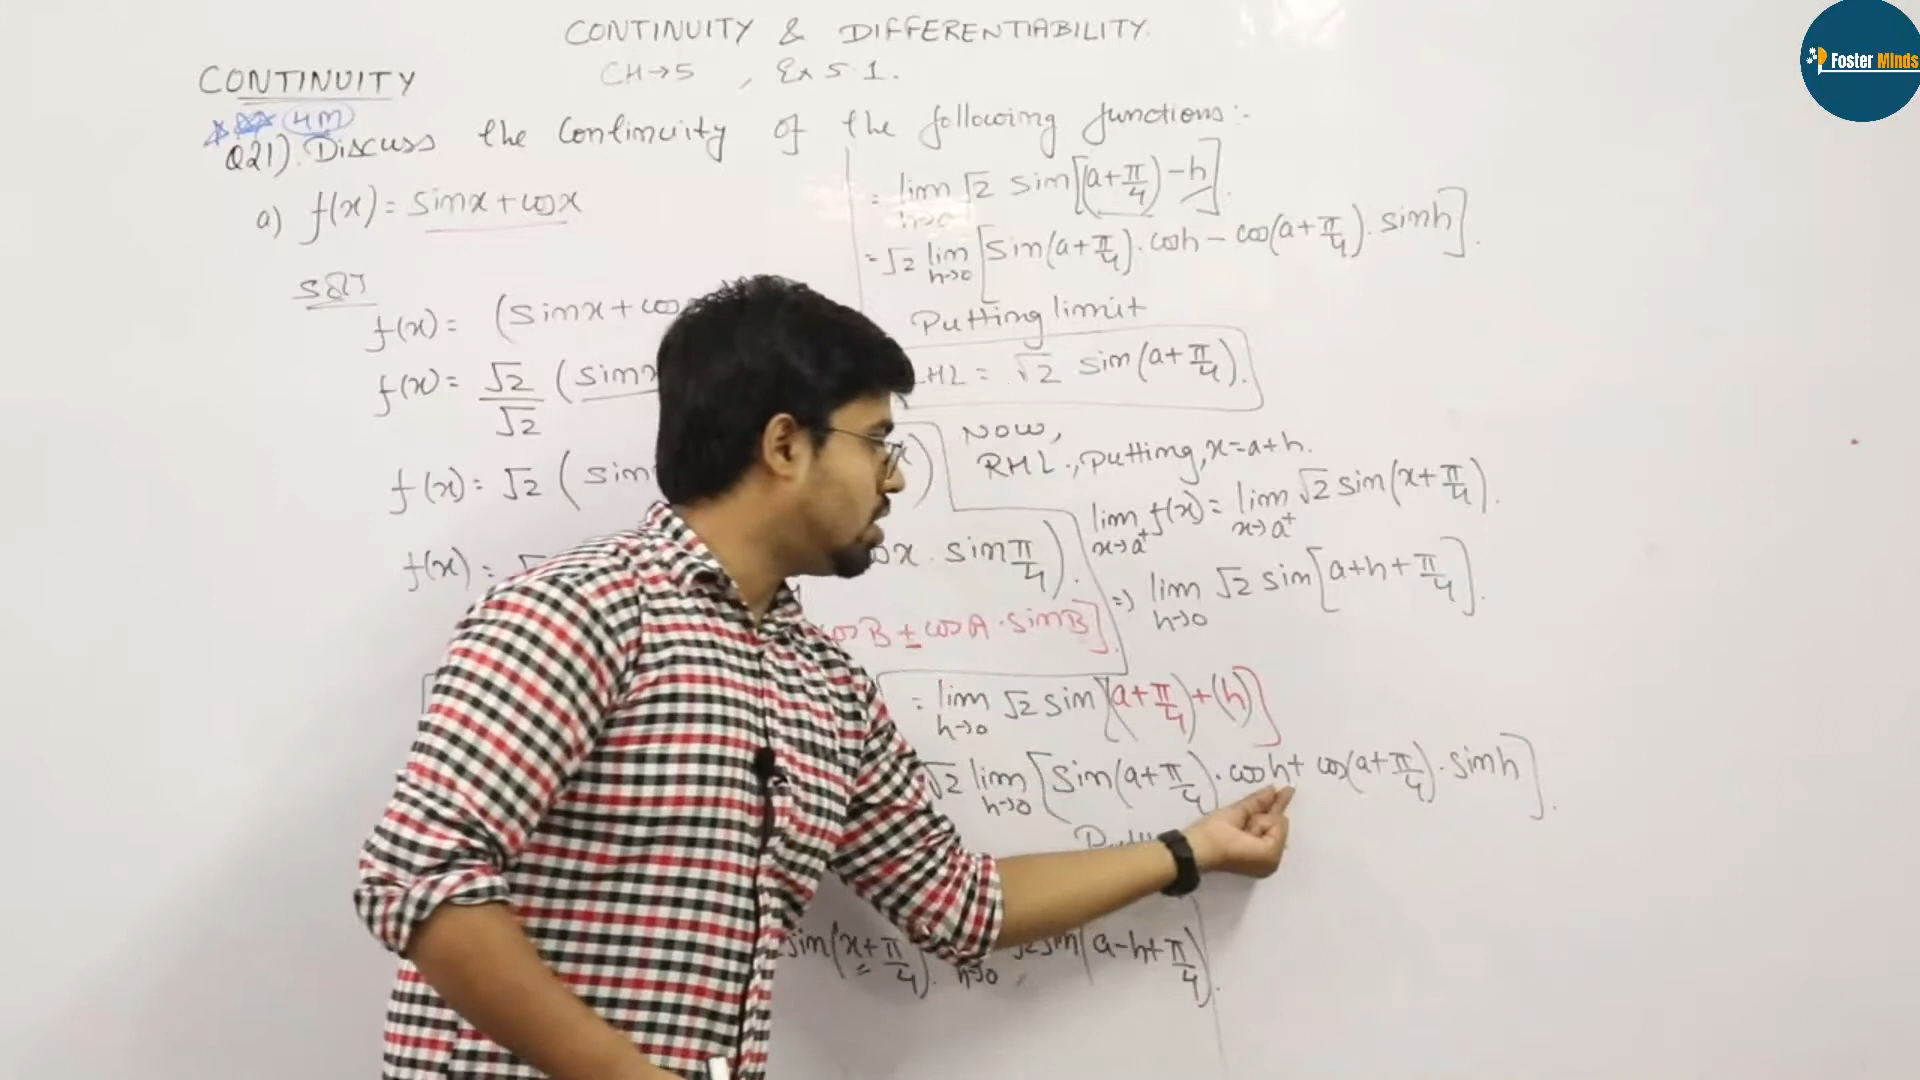 CONTINUITY & DIFFERENTIABILITY.
CH→5 , Ex 5.1.
Foster Minds
CONTINUITY
4M
Q21). Discuss the Continuity of the following functions:-
a) f(x) = sinx+cosx
Solⁿ
f(x) = (sinx + cos
f(x) = √2/√2 (sinx
f(x) = √2 ( sin
f(x) =
x)
cosx . sin π/4).
cosB ± cosA · sinB].
= lim h→0 √2 sin[(a+π/4)-h].
= √2 lim h→0 [sin(a+π/4).cosh - cos(a+π/4).sinh].
Putting limit
LHL = √2 sin(a+π/4).
Now,
RHL., putting, x=a+h.
lim x→a⁺ f(x) = lim x→a⁺ √2 sin(x+π/4).
=) lim h→0 √2 sin[a+h+π/4].
= lim h→0 √2 sin[(a+π/4)+(h)]
√2 lim h→0 [sin(a+π/4).cosh + cos(a+π/4).sinh].
sin(x+π/4). h→0 √2 sin(a-h+π/4).